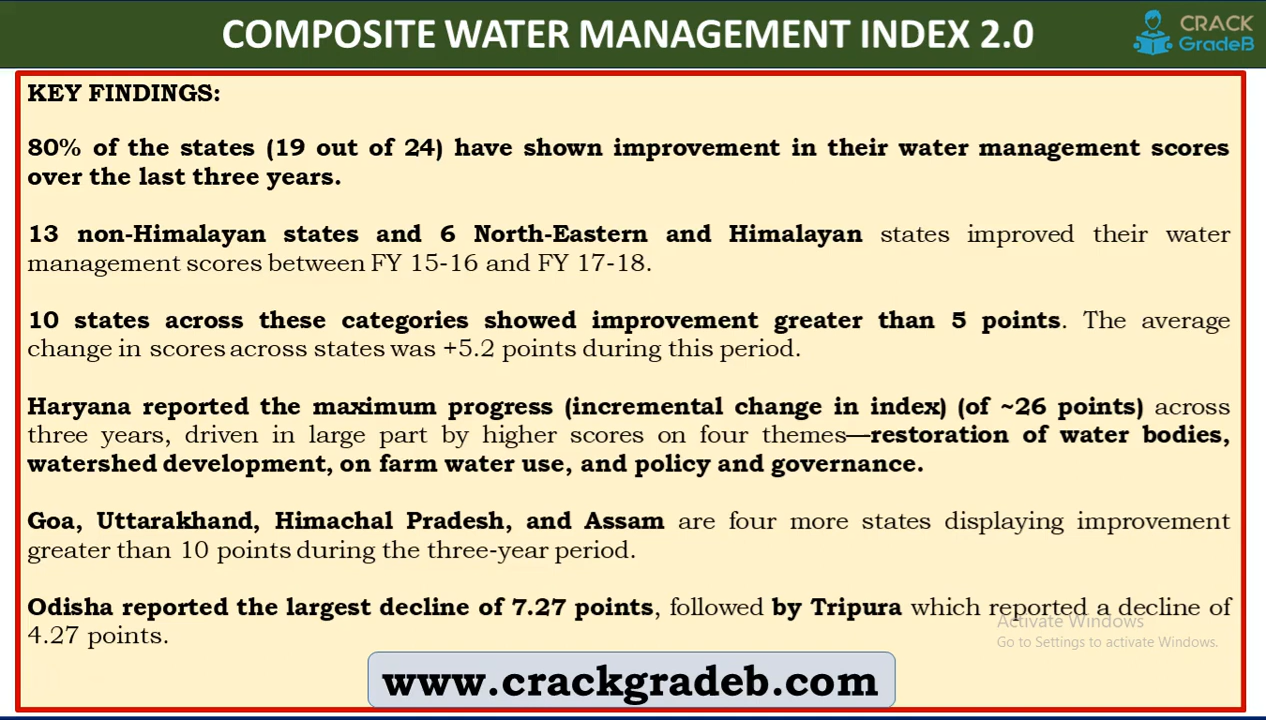 COMPOSITE WATER MANAGEMENT INDEX 2.0
CRACK
GradeB
KEY FINDINGS:
80% of the states (19 out of 24) have shown improvement in their water management scores
over the last three years.
13 non-Himalayan states and 6 North-Eastern and Himalayan states improved their water
management scores between FY 15-16 and FY 17-18.
10 states across these categories showed improvement greater than 5 points. The average
change in scores across states was +5.2 points during this period.
Haryana reported the maximum progress (incremental change in index) (of ~26 points) across
three years, driven in large part by higher scores on four themes—restoration of water bodies,
watershed development, on farm water use, and policy and governance.
Goa, Uttarakhand, Himachal Pradesh, and Assam are four more states displaying improvement
greater than 10 points during the three-year period.
Odisha reported the largest decline of 7.27 points, followed by Tripura which reported a decline of
4.27 points.
Activate Windows
Go to Settings to activate Windows.
www.crackgradeb.com